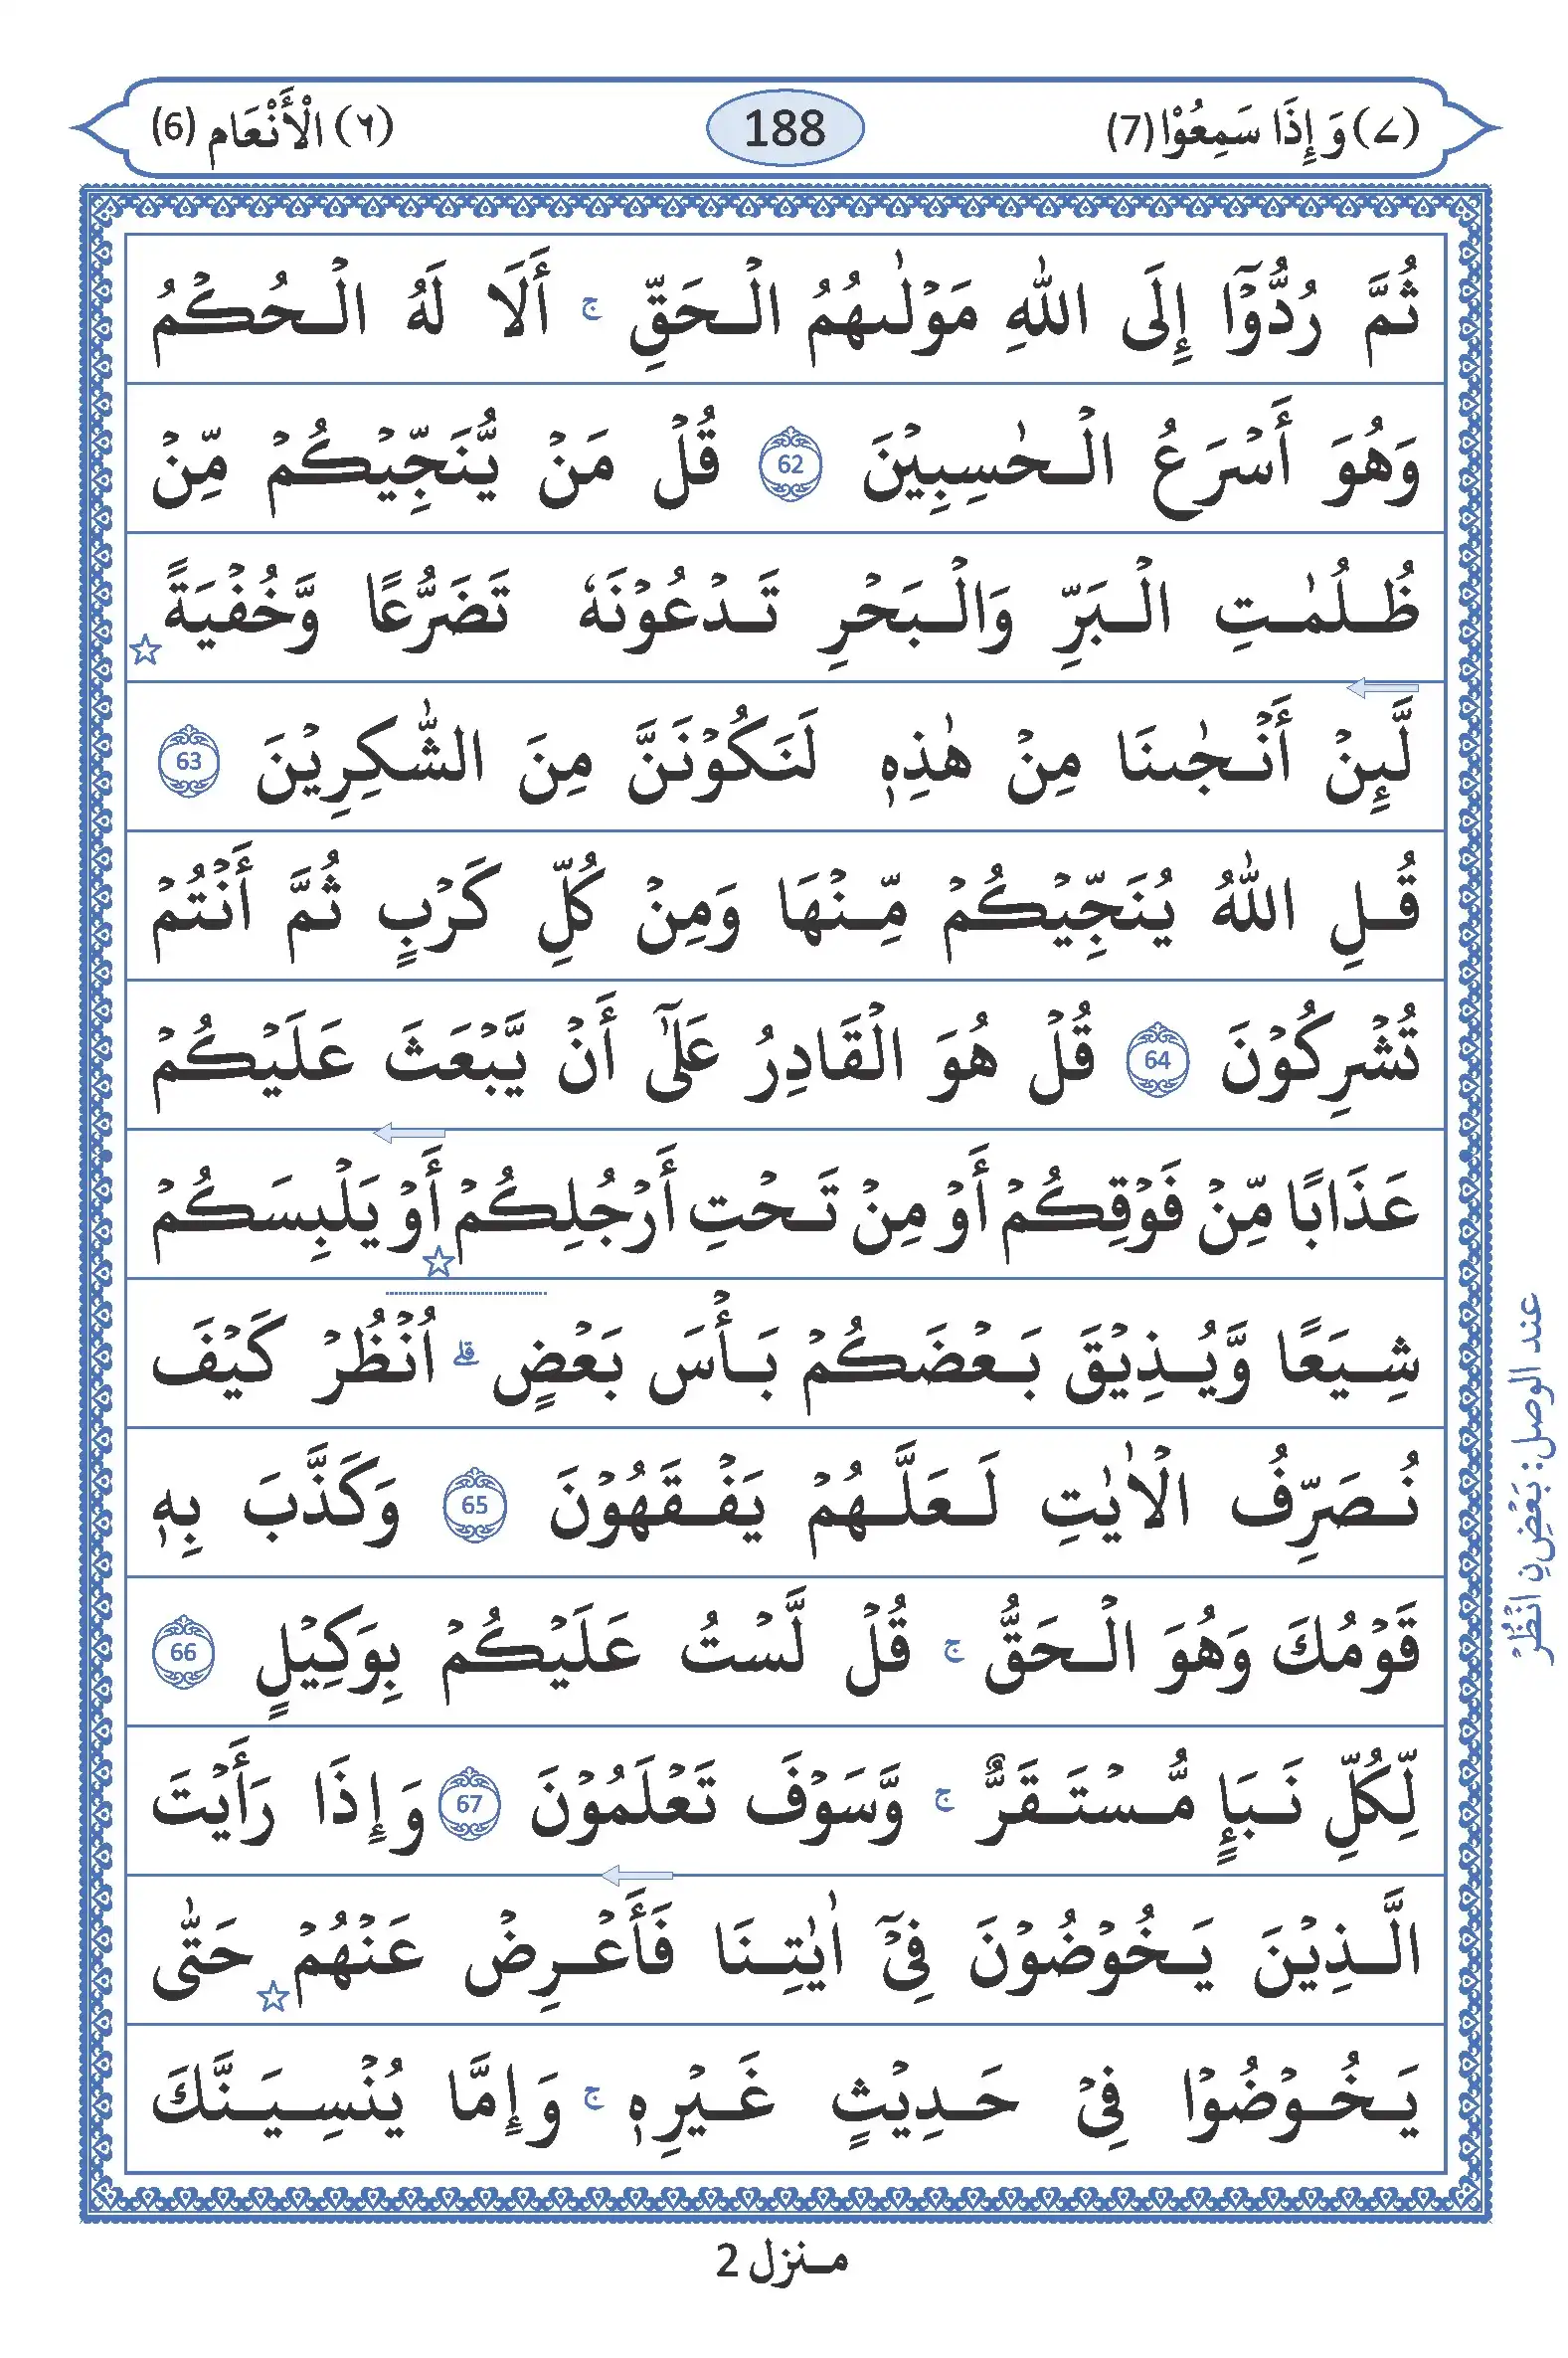 (٧) وَ إِذَا سَمِعُوْا (7)
188
(٦) الْأَنْعَام (6)
ثُمَّ رُدُّوْٓا إِلَى اللّٰهِ مَوْلٰىهُمُ الْحَقِّ ج أَلَا لَهُ الْحُكْمُ
وَهُوَ أَسْرَعُ الْحٰسِبِيْنَ 62 قُلْ مَنْ يُّنَجِّيْكُمْ مِّنْ
ظُلُمٰتِ الْبَرِّ وَالْبَحْرِ تَدْعُوْنَهٗ تَضَرُّعًا وَّخُفْيَةً ☆
لَّئِنْ أَنْجٰىنَا مِنْ هٰذِهٖ لَنَكُوْنَنَّ مِنَ الشّٰكِرِيْنَ 63
قُلِ اللّٰهُ يُنَجِّيْكُمْ مِّنْهَا وَمِنْ كُلِّ كَرْبٍ ثُمَّ أَنْتُمْ
تُشْرِكُوْنَ 64 قُلْ هُوَ الْقَادِرُ عَلٰٓى أَنْ يَّبْعَثَ عَلَيْكُمْ
عَذَابًا مِّنْ فَوْقِكُمْ أَوْ مِنْ تَحْتِ أَرْجُلِكُمْ ☆ أَوْ يَلْبِسَكُمْ
شِيَعًا وَّيُذِيْقَ بَعْضَكُمْ بَأْسَ بَعْضٍ قلے اُنْظُرْ كَيْفَ
نُصَرِّفُ الْاٰيٰتِ لَعَلَّهُمْ يَفْقَهُوْنَ 65 وَكَذَّبَ بِهٖ
قَوْمُكَ وَهُوَ الْحَقُّ ج قُلْ لَّسْتُ عَلَيْكُمْ بِوَكِيْلٍ 66
لِّكُلِّ نَبَإٍ مُّسْتَقَرٌّ ج وَّسَوْفَ تَعْلَمُوْنَ 67 وَ إِذَا رَأَيْتَ
الَّذِيْنَ يَخُوْضُوْنَ فِيْٓ اٰيٰتِنَا فَأَعْرِضْ عَنْهُمْ ☆ حَتّٰى
يَخُوْضُوْا فِيْ حَدِيْثٍ غَيْرِهٖ ج وَ إِمَّا يُنْسِيَنَّكَ
عند الوصل: بَعْضِ نِ انْظُرْ
منزل 2